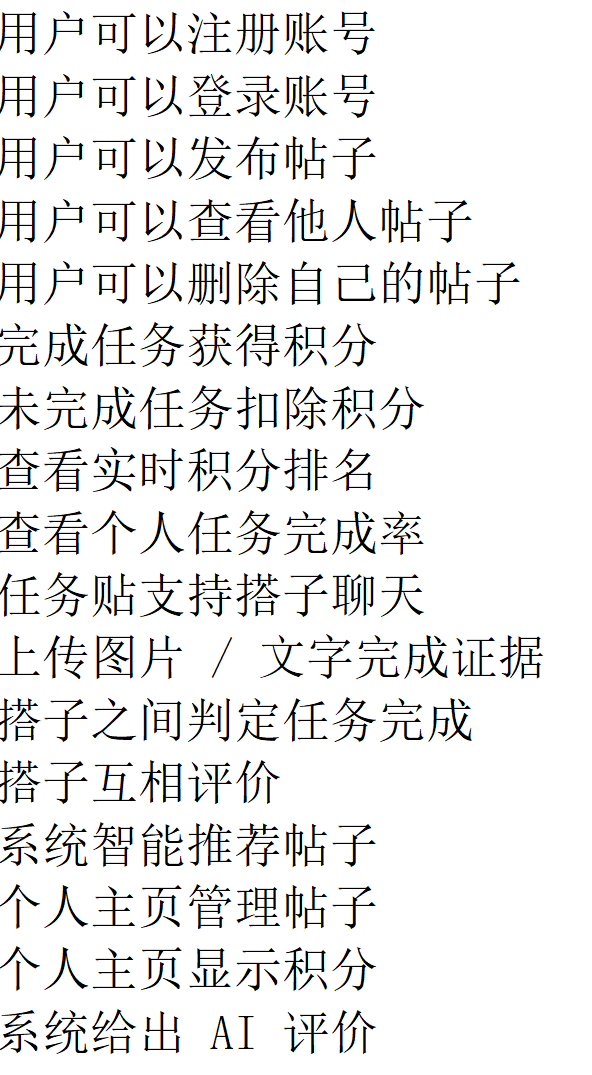 用户可以注册账号
用户可以登录账号
用户可以发布帖子
用户可以查看他人帖子
用户可以删除自己的帖子
完成任务获得积分
未完成任务扣除积分
查看实时积分排名
查看个人任务完成率
任务贴支持搭子聊天
上传图片 / 文字完成证据
搭子之间判定任务完成
搭子互相评价
系统智能推荐帖子
个人主页管理帖子
个人主页显示积分
系统给出 AI 评价